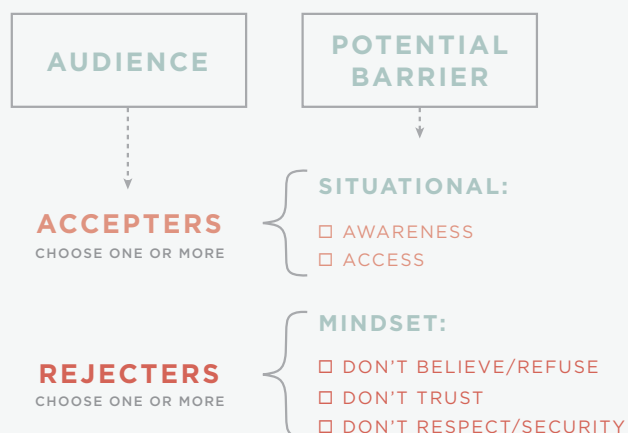 AUDIENCE
POTENTIAL
BARRIER
ACCEPTERS
CHOOSE ONE OR MORE
SITUATIONAL:
☐ AWARENESS
☐ ACCESS
REJECTERS
CHOOSE ONE OR MORE
MINDSET:
☐ DON'T BELIEVE/REFUSE
☐ DON'T TRUST
☐ DON'T RESPECT/SECURITY